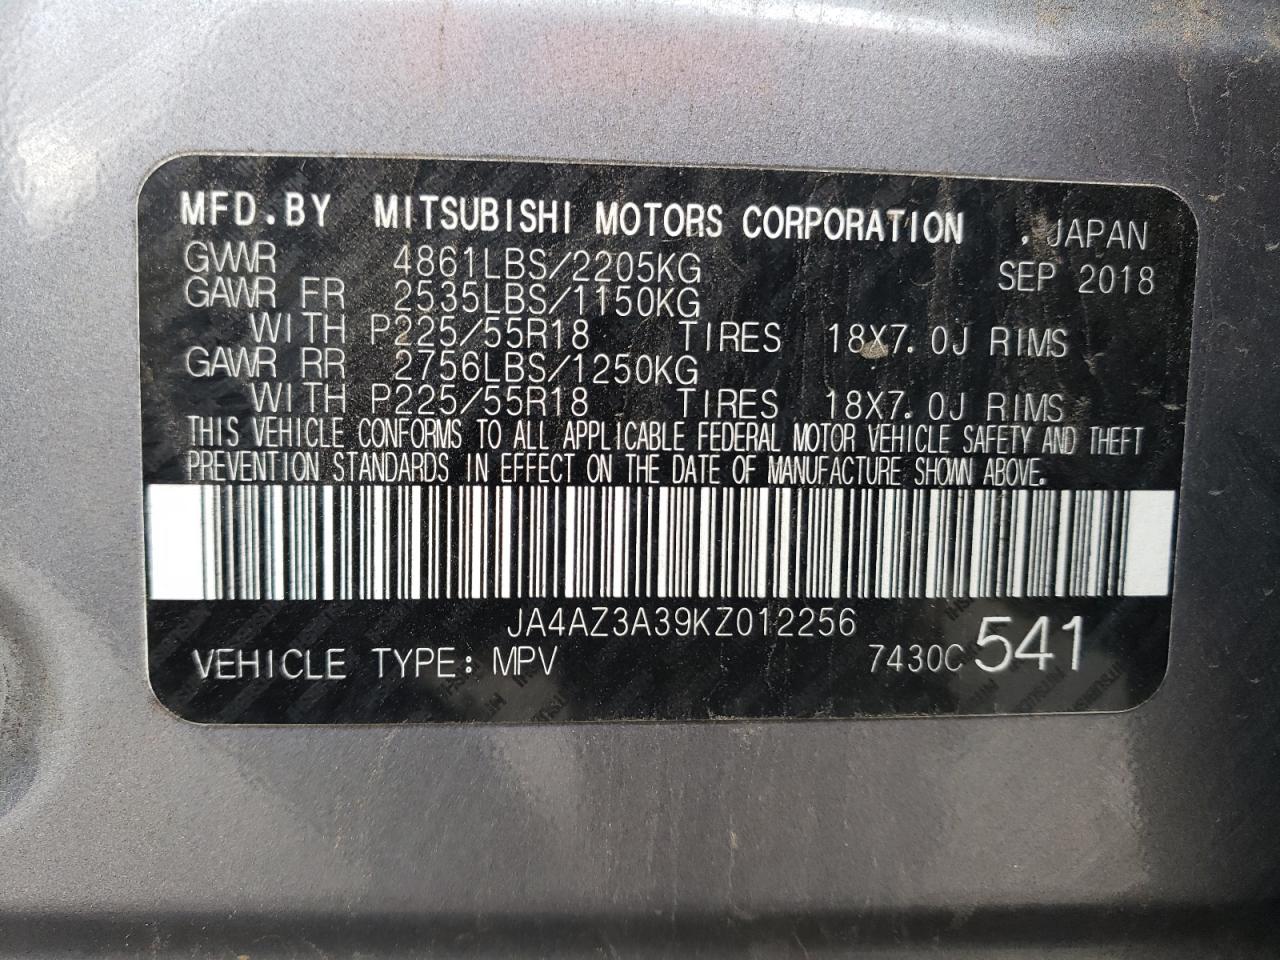 MFD.BY MITSUBISHI MOTORS CORPORATION . JAPAN
GVWR 4861LBS/2205KG SEP 2018
GAWR FR 2535LBS/1150KG
WITH P225/55R18 TIRES 18X7.0J RIMS
GAWR RR 2756LBS/1250KG
WITH P225/55R18 TIRES 18X7.0J RIMS
THIS VEHICLE CONFORMS TO ALL APPLICABLE FEDERAL MOTOR VEHICLE SAFETY AND THEFT
PREVENTION STANDARDS IN EFFECT ON THE DATE OF MANUFACTURE SHOWN ABOVE.
JA4AZ3A39KZ012256
VEHICLE TYPE: MPV 7430C 541